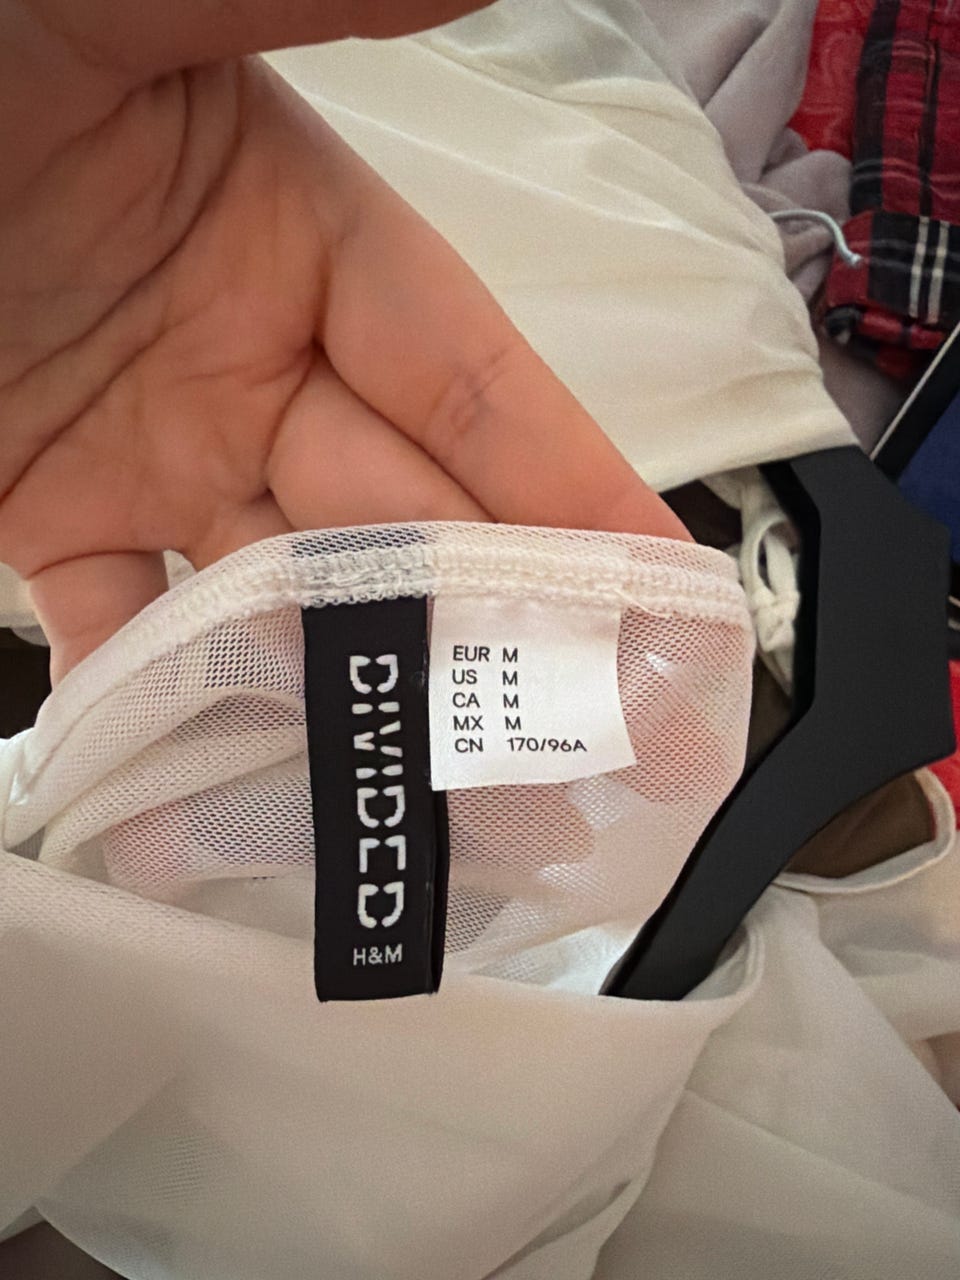 DIVIDED
H&M
EUR M
US M
CA M
MX M
CN 170/96A